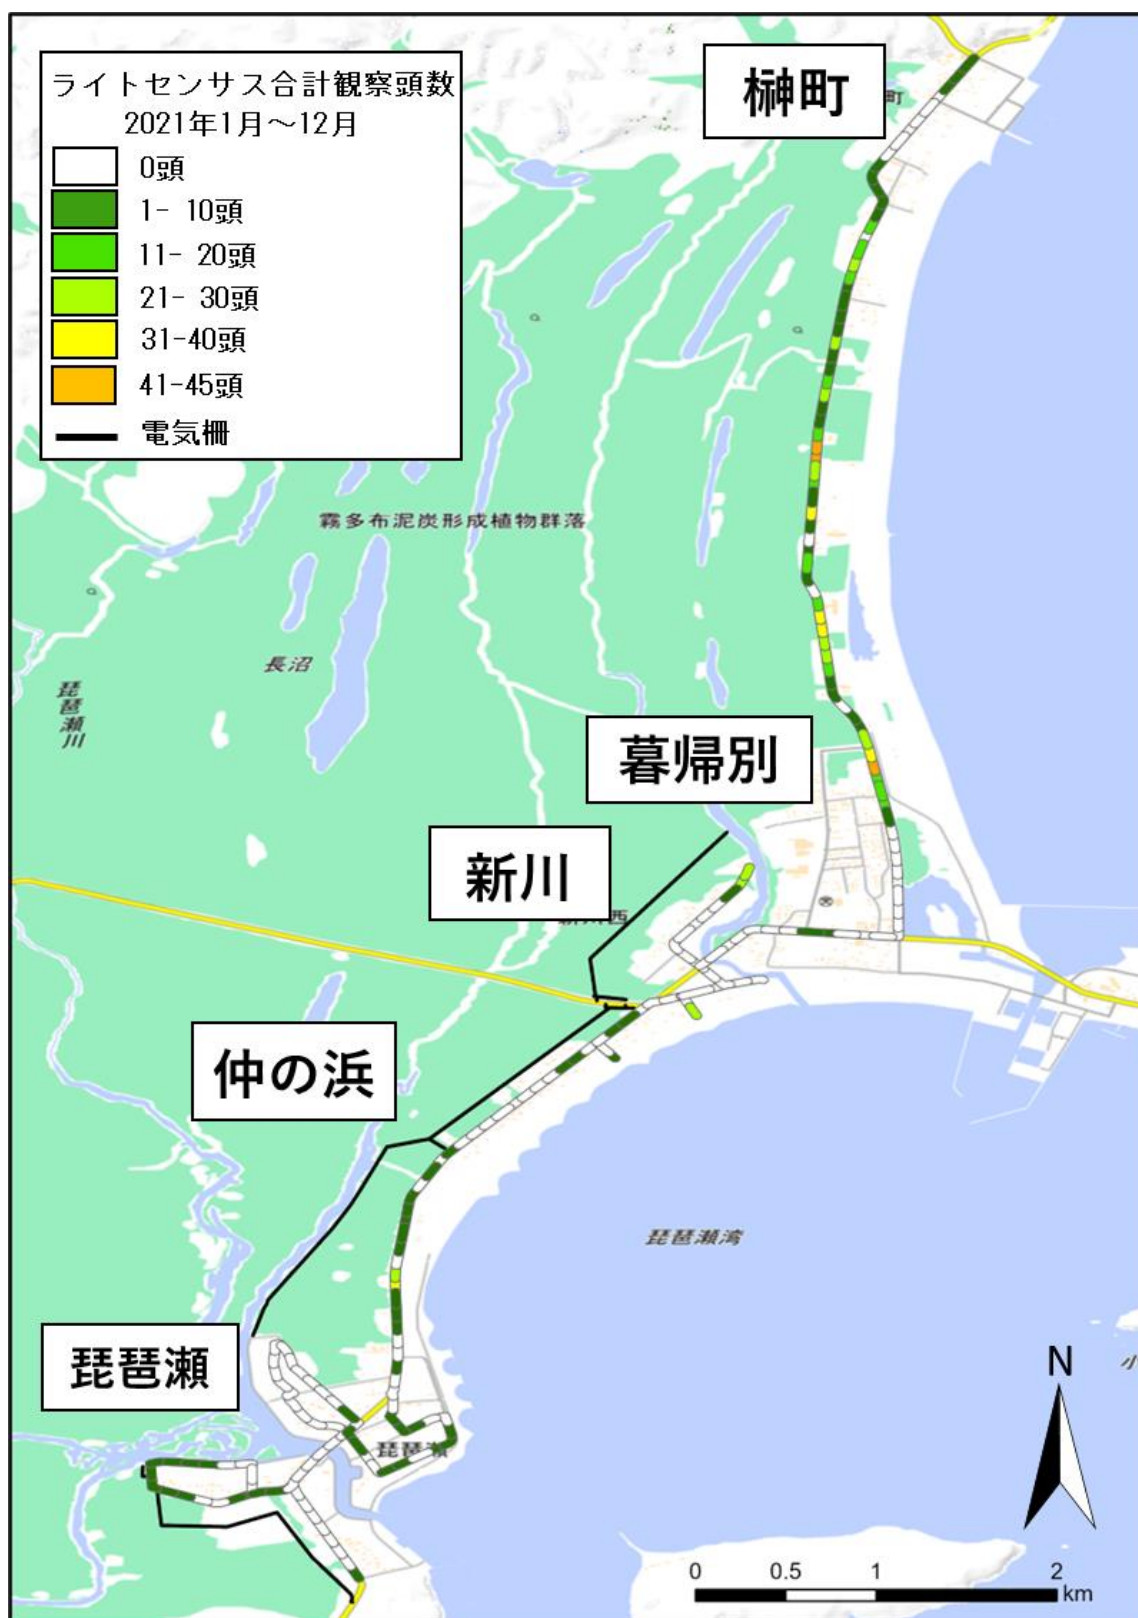 ライトセンサス合計観察頭数
2021年1月～12月
0頭
1- 10頭
11- 20頭
21- 30頭
31-40頭
41-45頭
電気柵
榊町
町
霧多布泥炭形成植物群落
長沼
琵琶瀬川
暮帰別
新川
仲の浜
琵琶瀬湾
琵琶瀬
琵琶瀬
小
N
0 0.5 1 2
km